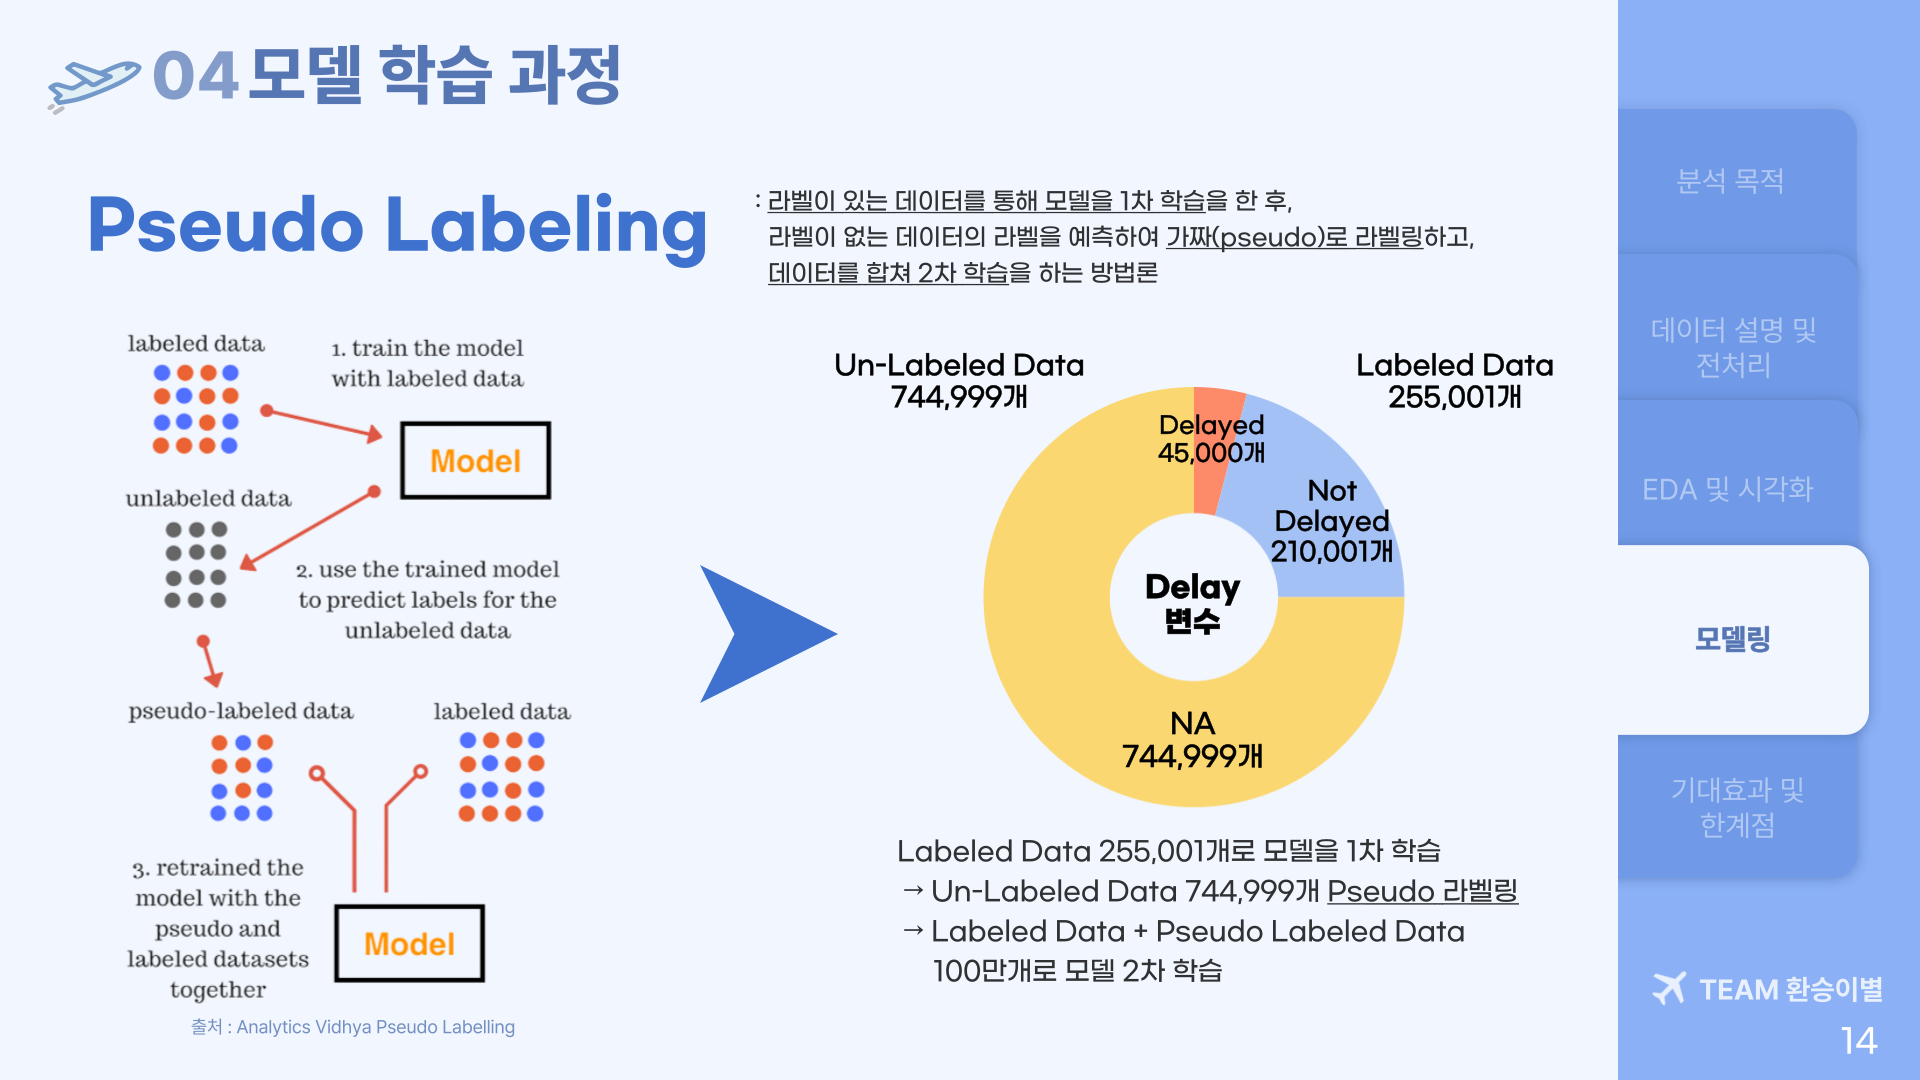 04 모델 학습 과정
Pseudo Labeling
: 라벨이 있는 데이터를 통해 모델을 1차 학습을 한 후,
라벨이 없는 데이터의 라벨을 예측하여 가짜(pseudo)로 라벨링하고,
데이터를 합쳐 2차 학습을 하는 방법론
labeled data
1. train the model
with labeled data
Model
unlabeled data
2. use the trained model
to predict labels for the
unlabeled data
pseudo-labeled data
labeled data
3. retrained the
model with the
pseudo and
labeled datasets
together
Model
출처 : Analytics Vidhya Pseudo Labelling
Un-Labeled Data
744,999개
Labeled Data
255,001개
Delayed
45,000개
Not
Delayed
210,001개
Delay
변수
NA
744,999개
Labeled Data 255,001개로 모델을 1차 학습
→ Un-Labeled Data 744,999개 Pseudo 라벨링
→ Labeled Data + Pseudo Labeled Data
100만개로 모델 2차 학습
분석 목적
데이터 설명 및
전처리
EDA 및 시각화
모델링
기대효과 및
한계점
TEAM 환승이별
14